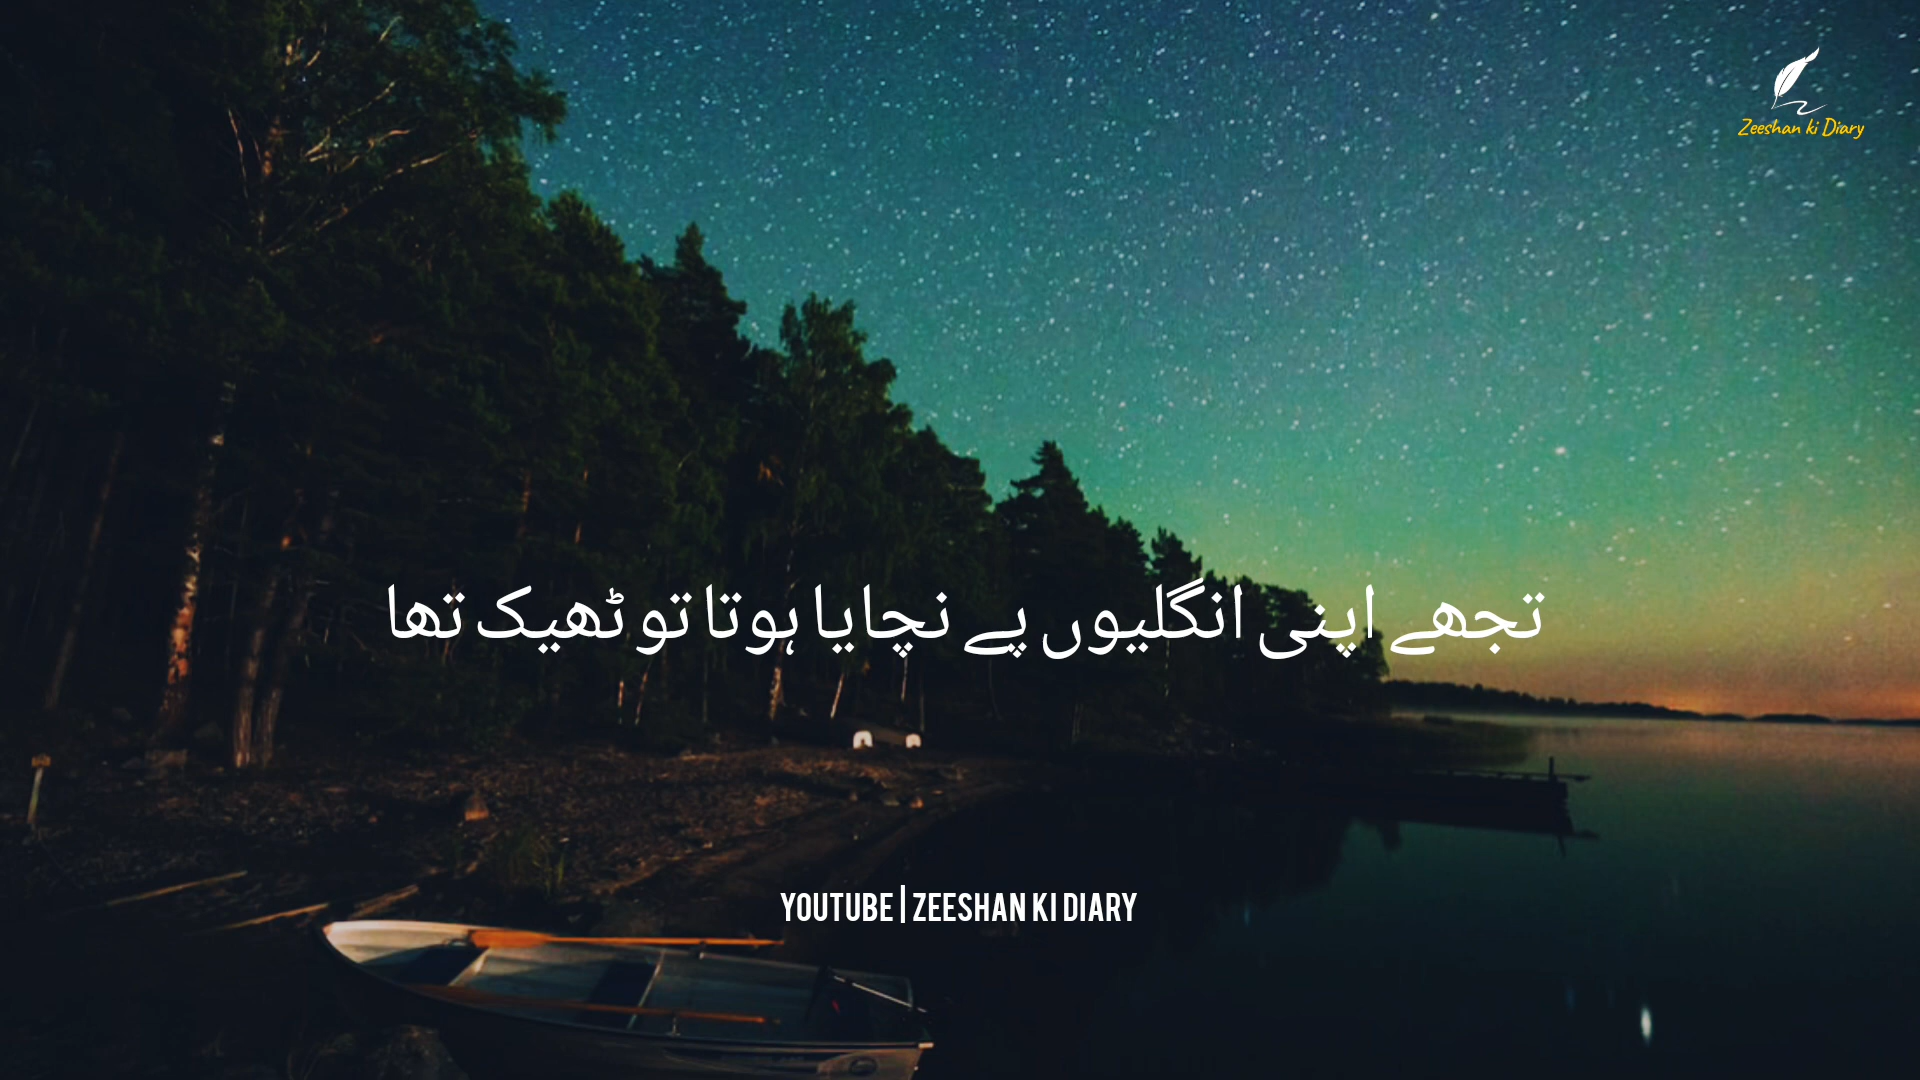 Zeeshan ki Diary
تجھے اپنی انگلیوں پے نچایا ہوتا تو ٹھیک تھا
YOUTUBE | ZEESHAN KI DIARY